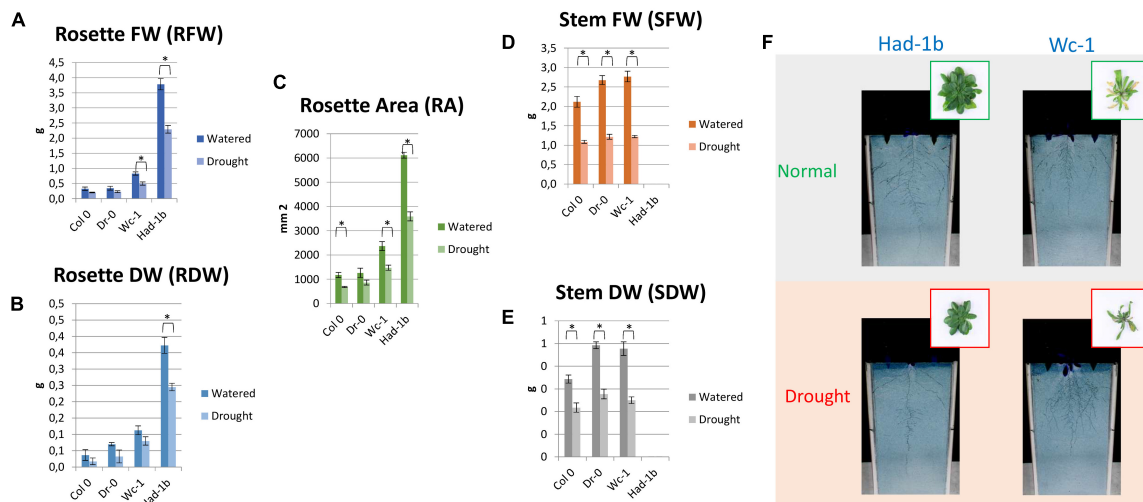 A
Rosette FW (RFW)
4,5
4,0
3,5
3,0
2,5
2,0
1,5
1,0
0,5
0,0
g
Col 0
Dr-0
Wc-1
Had-1b
*
*
Watered
Drought
B
Rosette DW (RDW)
0,5
0,5
0,4
0,4
0,3
0,3
0,2
0,2
0,1
0,1
0,0
g
Col 0
Dr-0
Wc-1
Had-1b
*
Watered
Drought
C
Rosette Area (RA)
7000
6000
5000
4000
3000
2000
1000
0
mm 2
Col 0
Dr-0
Wc-1
Had-1b
*
*
*
Watered
Drought
D
Stem FW (SFW)
3,5
3,0
2,5
2,0
1,5
1,0
0,5
0,0
g
Col 0
Dr-0
Wc-1
Had-1b
* * *
Watered
Drought
E
Stem DW (SDW)
1
1
0
0
0
0
0
g
Col 0
Dr-0
Wc-1
Had-1b
* * *
Watered
Drought
F
Had-1b
Wc-1
Normal
Drought